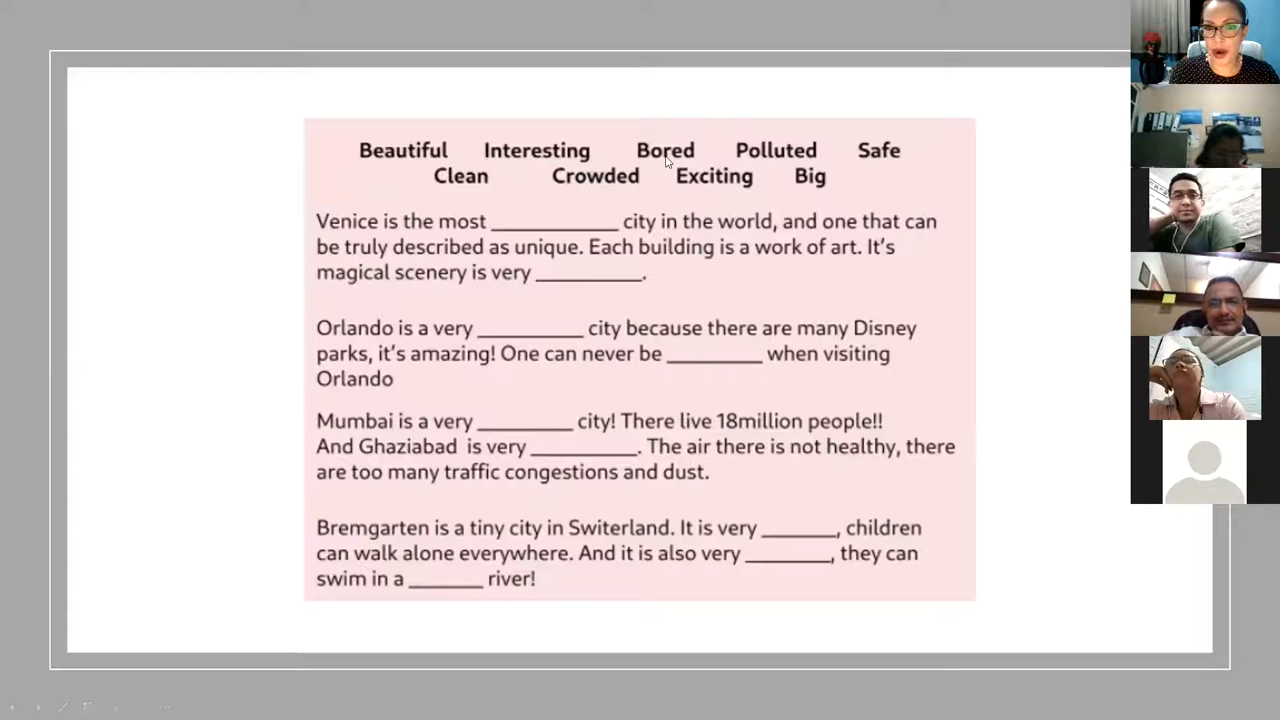 Beautiful Interesting Bored Polluted Safe
Clean Crowded Exciting Big
Venice is the most ____________ city in the world, and one that can
be truly described as unique. Each building is a work of art. It's
magical scenery is very __________.
Orlando is a very __________ city because there are many Disney
parks, it's amazing! One can never be _________ when visiting
Orlando
Mumbai is a very _________ city! There live 18million people!!
And Ghaziabad is very __________. The air there is not healthy, there
are too many traffic congestions and dust.
Bremgarten is a tiny city in Switerland. It is very _______, children
can walk alone everywhere. And it is also very ________, they can
swim in a _______ river!